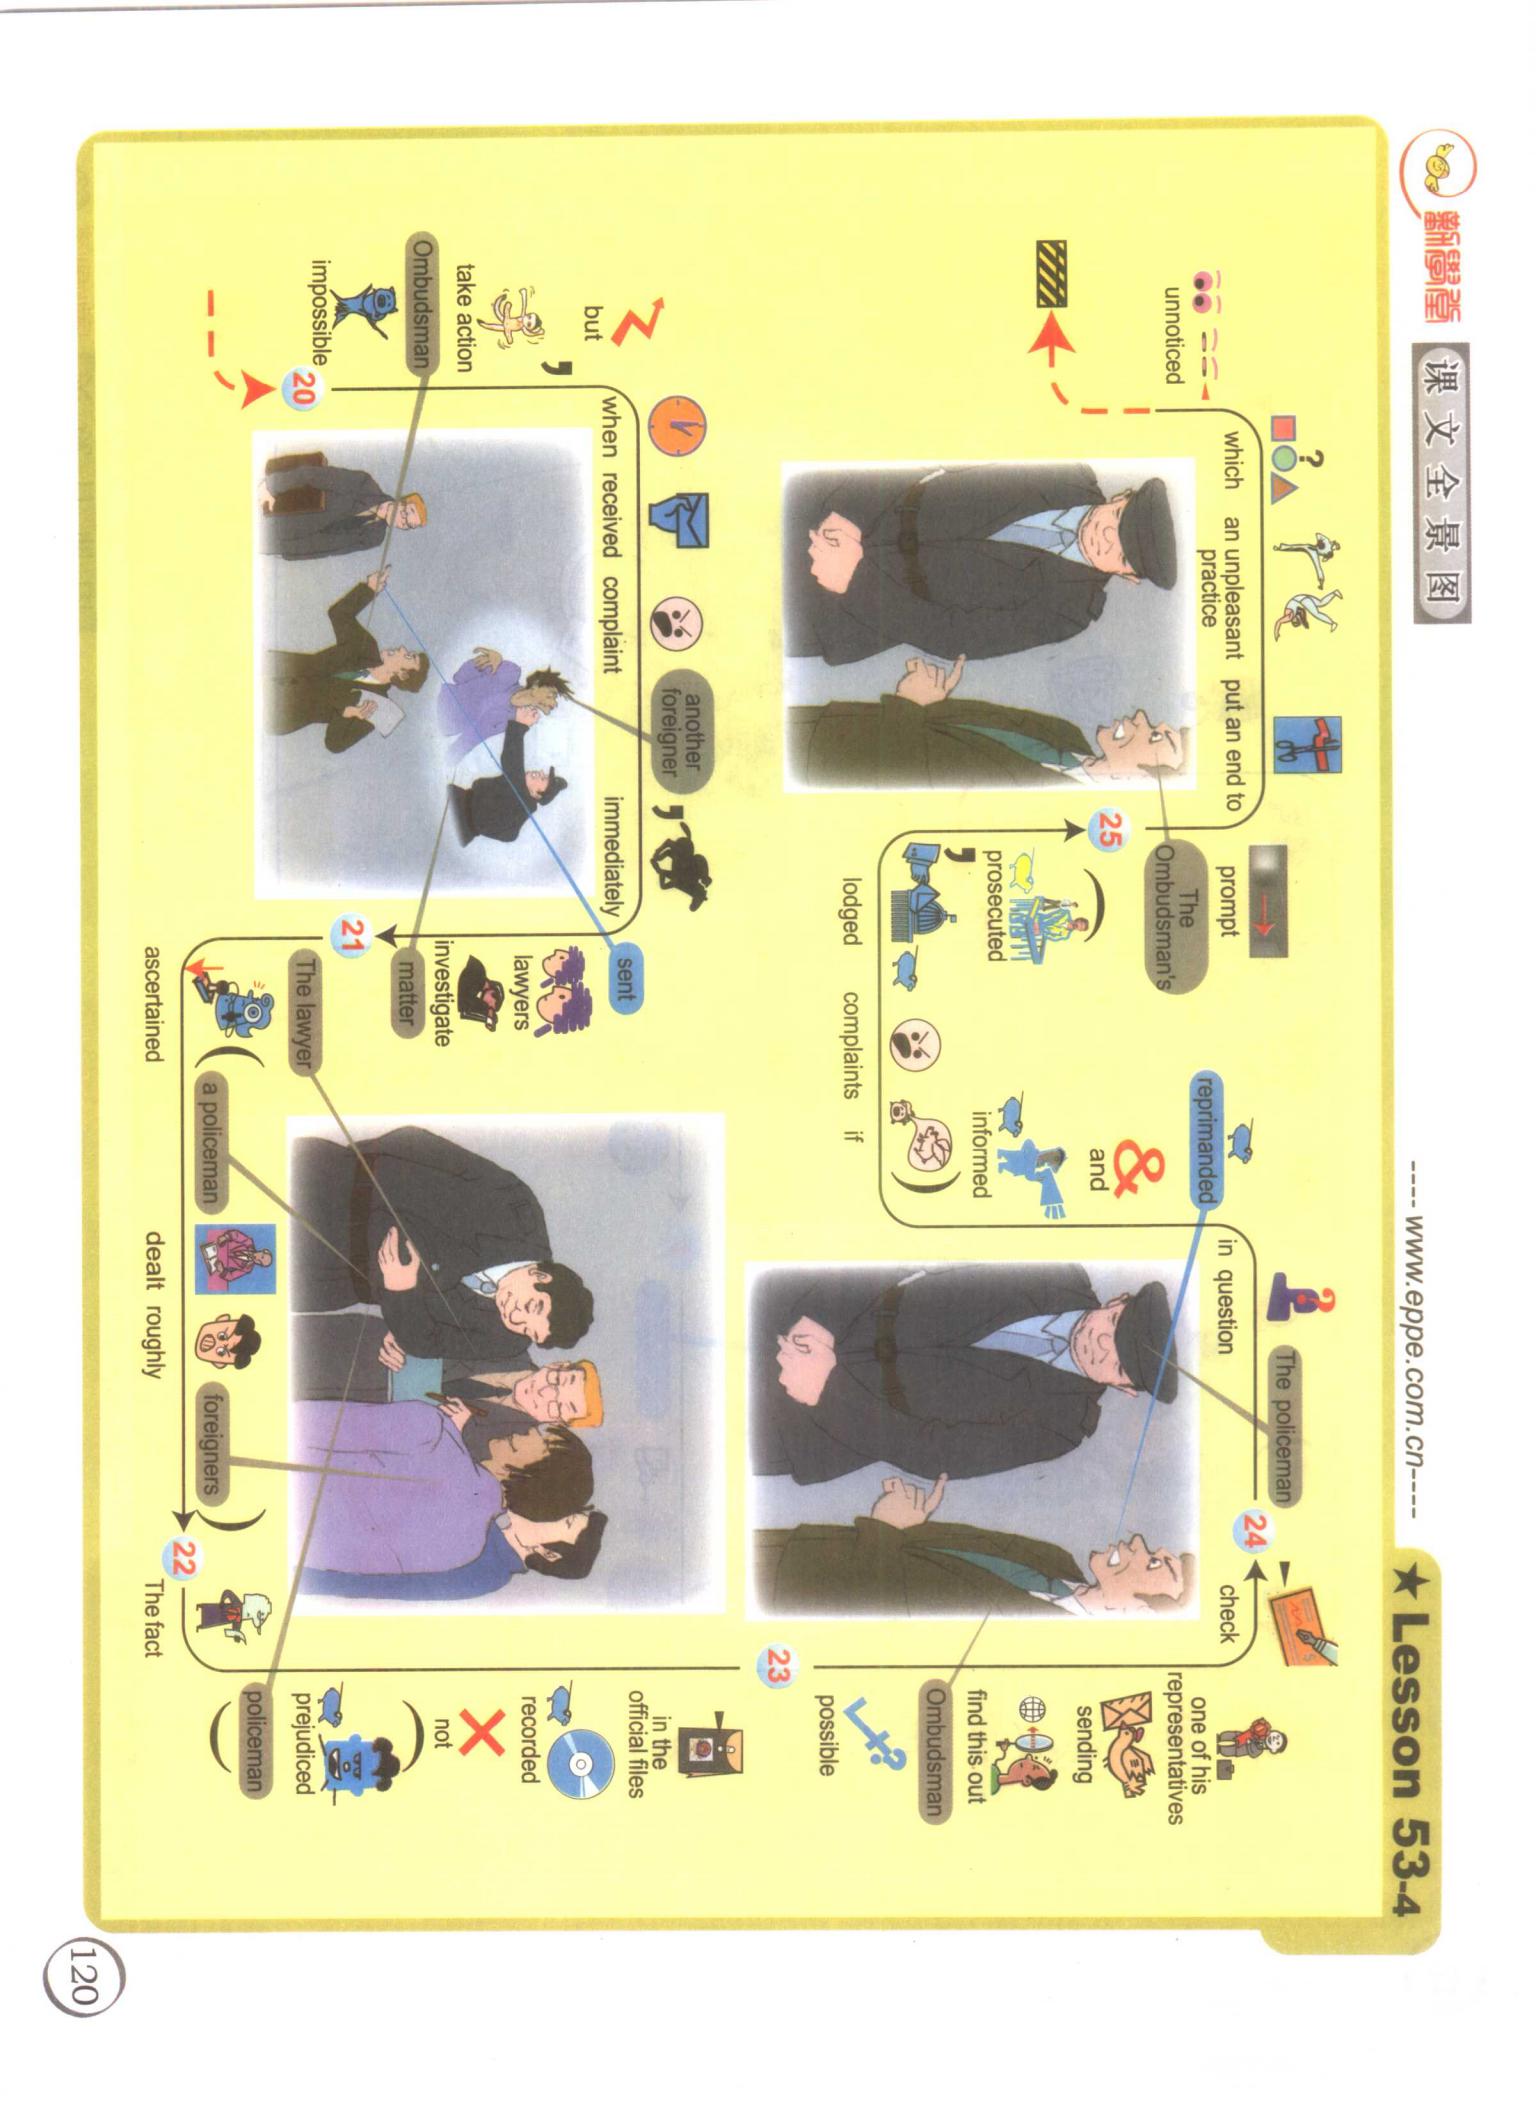 新學堂
课文全景图
---- www.eppe.com.cn----
★ Lesson 53-4
unnoticed
which
an unpleasant
practice
put an end to
25
The
Ombudsman's
prompt
,
prosecuted
(
lodged
complaints
if
informed
)
and
&
reprimanded
in question
?
The policeman
24
check
one of his
representatives
sending
find this out
Ombudsman
possible
23
but
,
take action
Ombudsman
impossible
20
when
received
complaint
another
foreigner
,
immediately
sent
lawyers
investigate
matter
21
The lawyer
ascertained
(
a policeman
dealt
roughly
foreigners
)
22
The fact
in the
official files
recorded
not
)
prejudiced
policeman
(
120